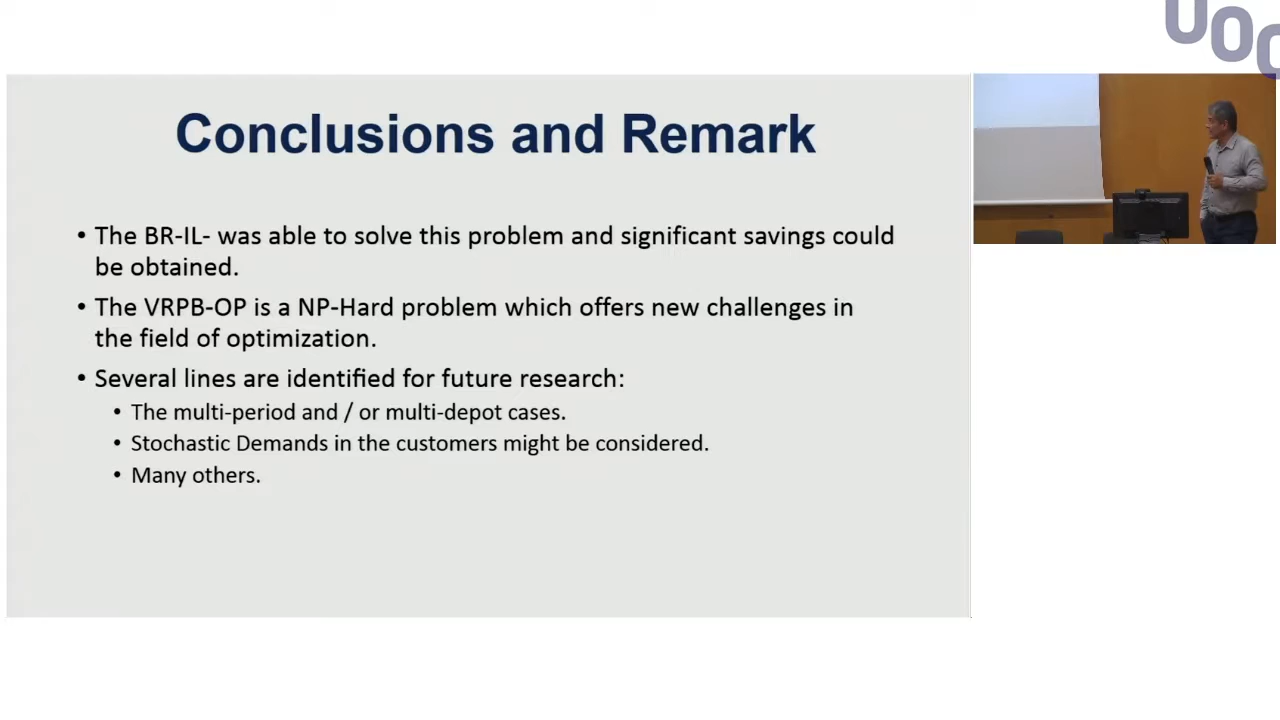 UOC
Conclusions and Remark
• The BR-IL- was able to solve this problem and significant savings could
be obtained.
• The VRPB-OP is a NP-Hard problem which offers new challenges in
the field of optimization.
• Several lines are identified for future research:
• The multi-period and / or multi-depot cases.
• Stochastic Demands in the customers might be considered.
• Many others.